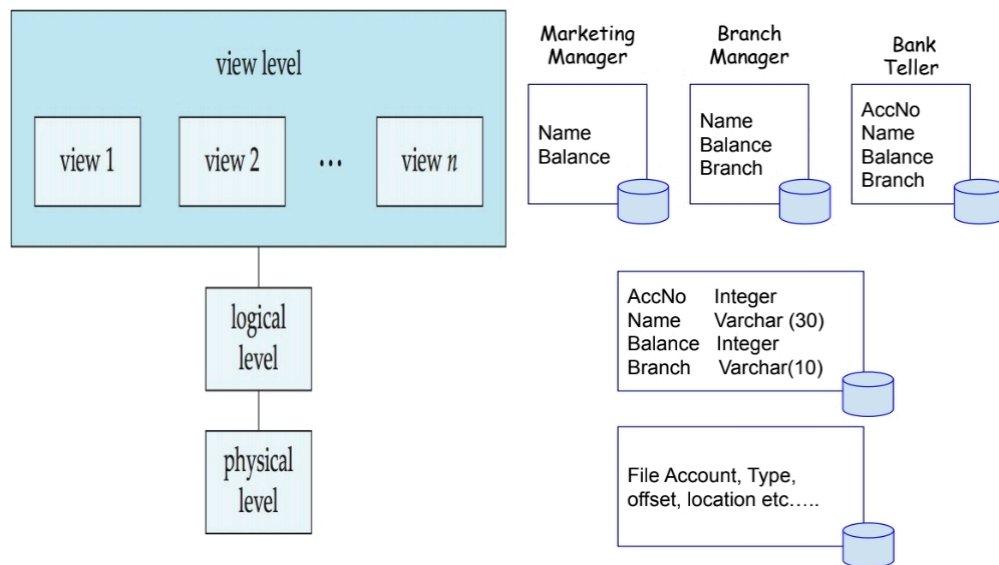 view level
view 1
view 2
...
view n
logical
level
physical
level
Marketing
Manager
Name
Balance
Branch
Manager
Name
Balance
Branch
Bank
Teller
AccNo
Name
Balance
Branch
AccNo Integer
Name Varchar (30)
Balance Integer
Branch Varchar(10)
File Account, Type,
offset, location etc.....